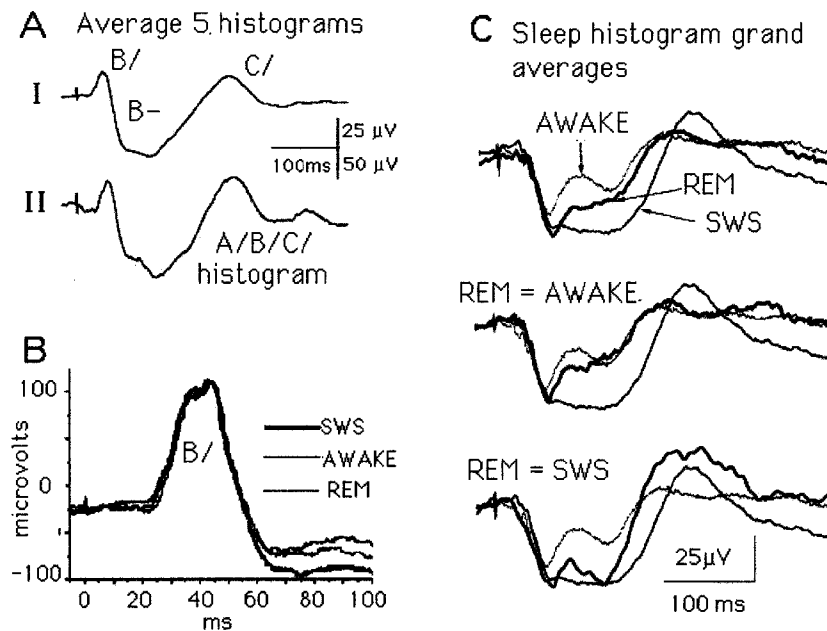 A Average 5 histograms
B/
C/
I
B-
25 µV
100ms
50 µV
II
A/B/C/
histogram
B
100
0
-100
microvolts
B/
SWS
AWAKE
REM
0 20 40 60 80 100
ms
C Sleep histogram grand
averages
AWAKE
REM
SWS
REM = AWAKE
REM = SWS
25µV
100 ms